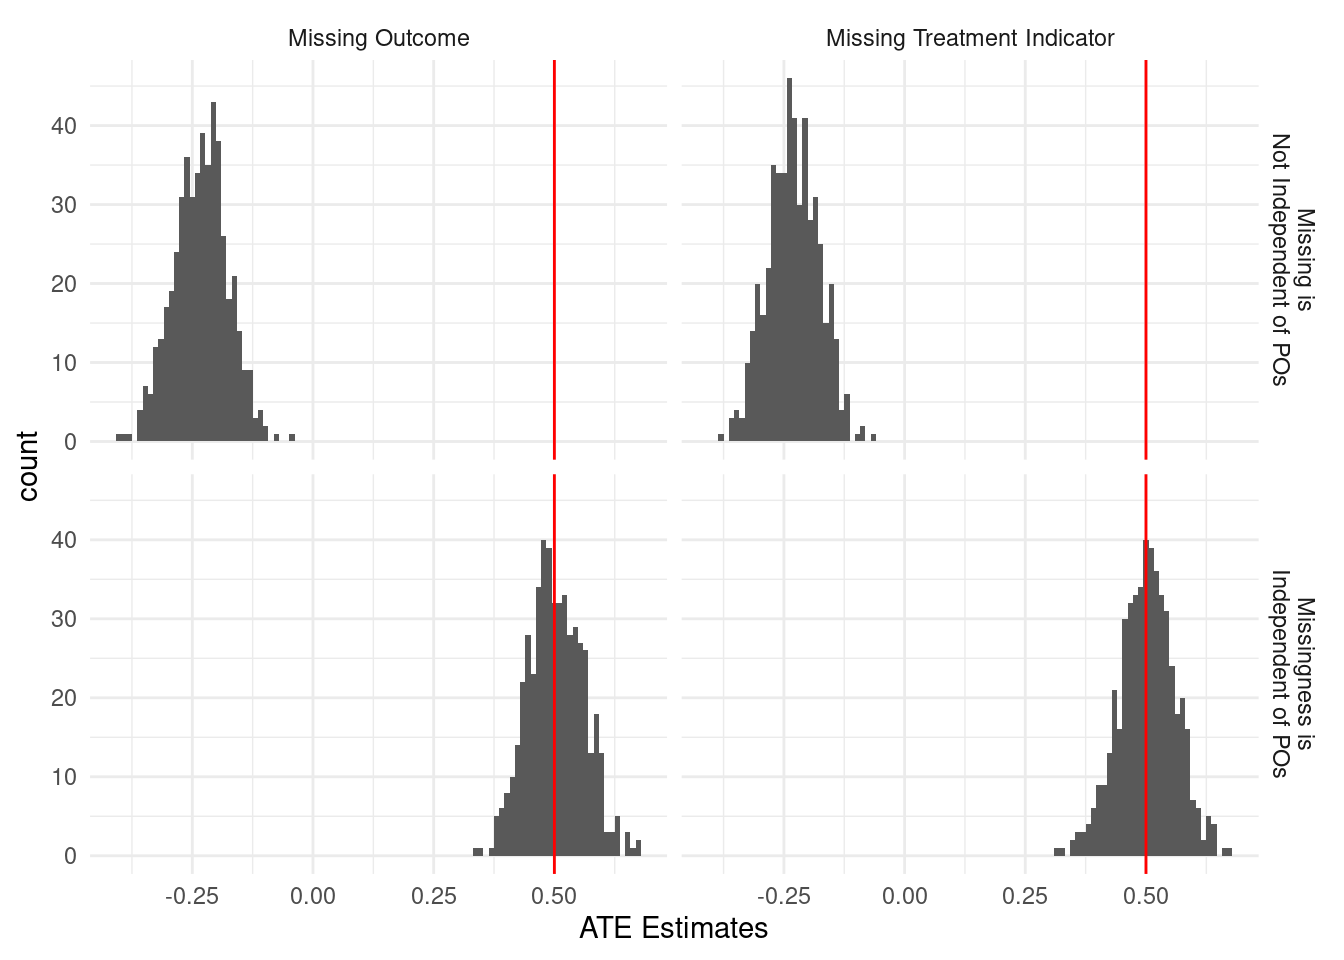 Missing Outcome
Missing Treatment Indicator
40
30
20
10
0
Missing is
Not Independent of POs
count
40
30
20
10
0
Missingness is
Independent of POs
-0.25
0.00
0.25
0.50
-0.25
0.00
0.25
0.50
ATE Estimates